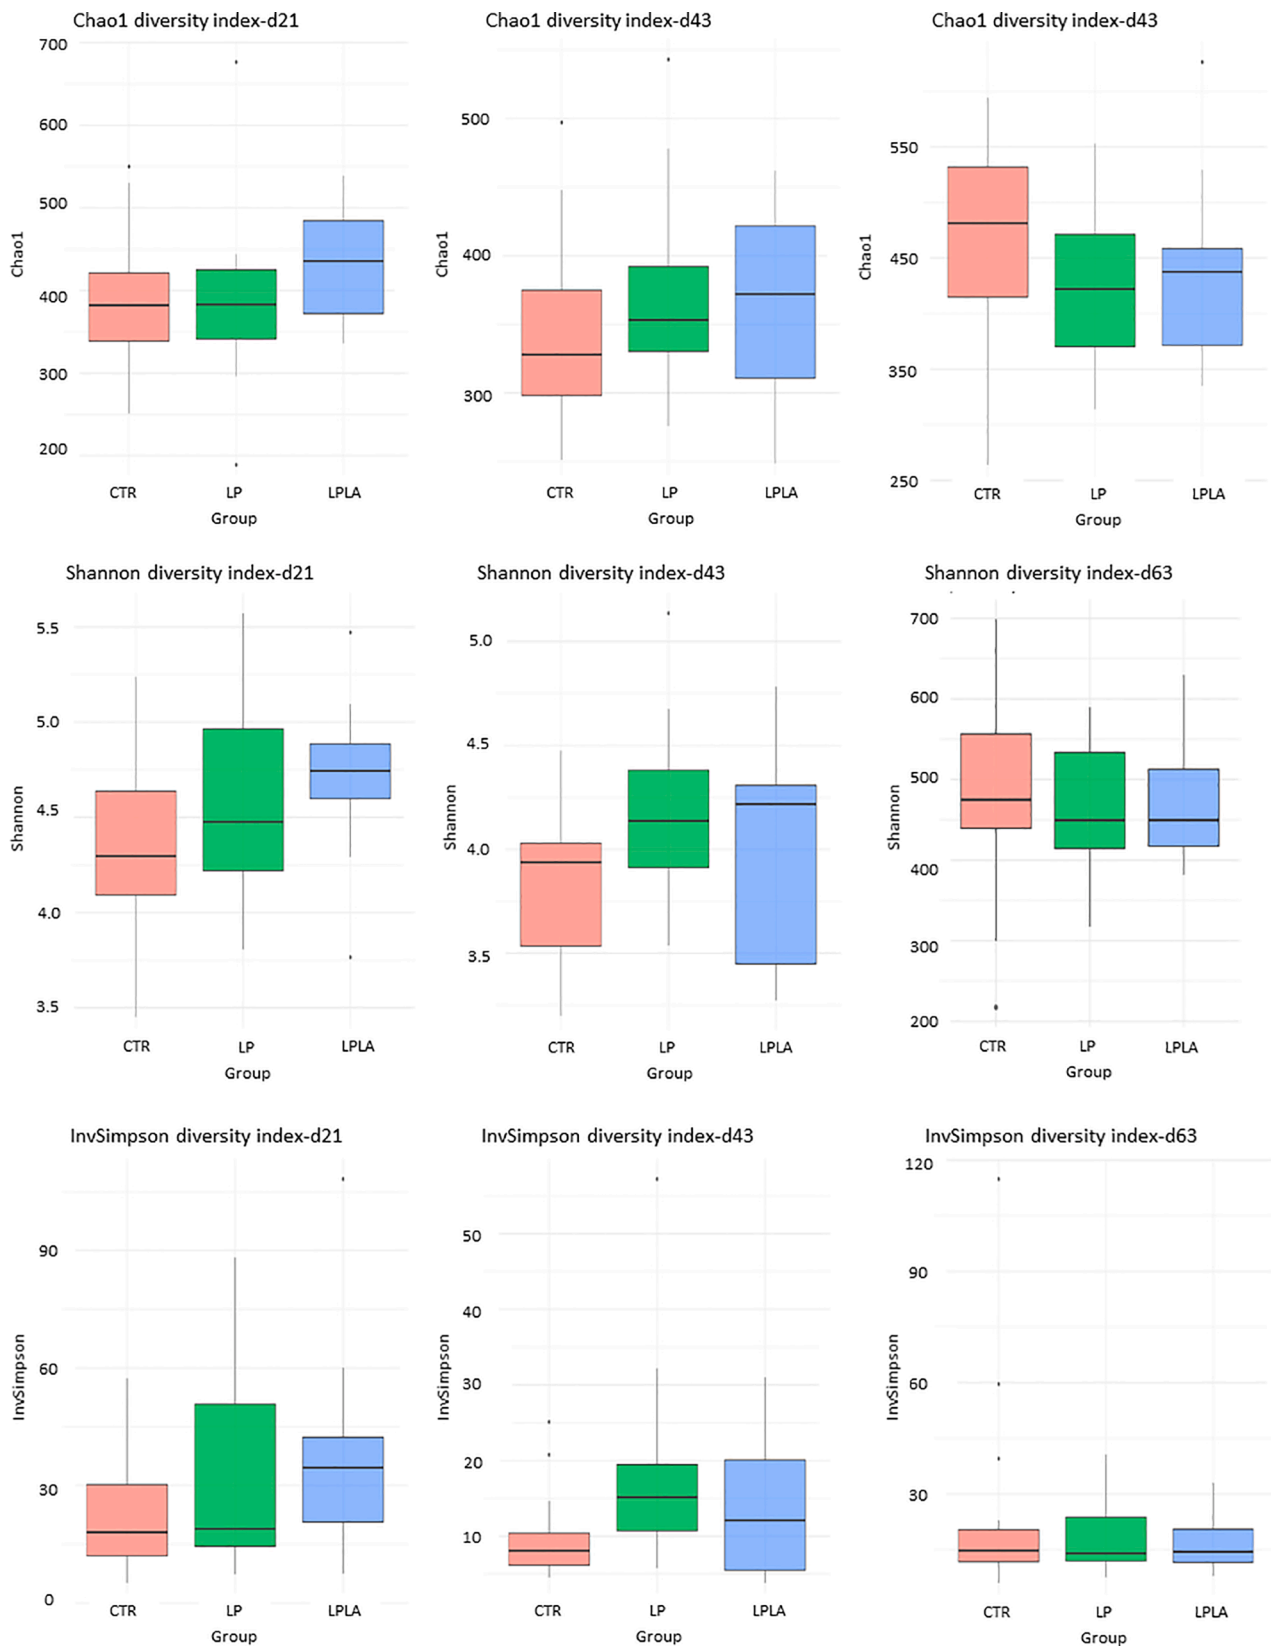 Chao1 diversity index-d21
700
600
500
400
300
200
Chao1
CTR LP LPLA
Group
Chao1 diversity index-d43
500
400
300
Chao1
CTR LP LPLA
Group
Chao1 diversity index-d43
550
450
350
250
Chao1
CTR LP LPLA
Group
Shannon diversity index-d21
5.5
5.0
4.5
4.0
3.5
Shannon
CTR LP LPLA
Group
Shannon diversity index-d43
5.0
4.5
4.0
3.5
Shannon
CTR LP LPLA
Group
Shannon diversity index-d63
700
600
500
400
300
200
Shannon
CTR LP LPLA
Group
InvSimpson diversity index-d21
90
60
30
0
InvSimpson
CTR LP LPLA
Group
InvSimpson diversity index-d43
50
40
30
20
10
InvSimpson
CTR LP LPLA
Group
InvSimpson diversity index-d63
120
90
60
30
InvSimpson
CTR LP LPLA
Group